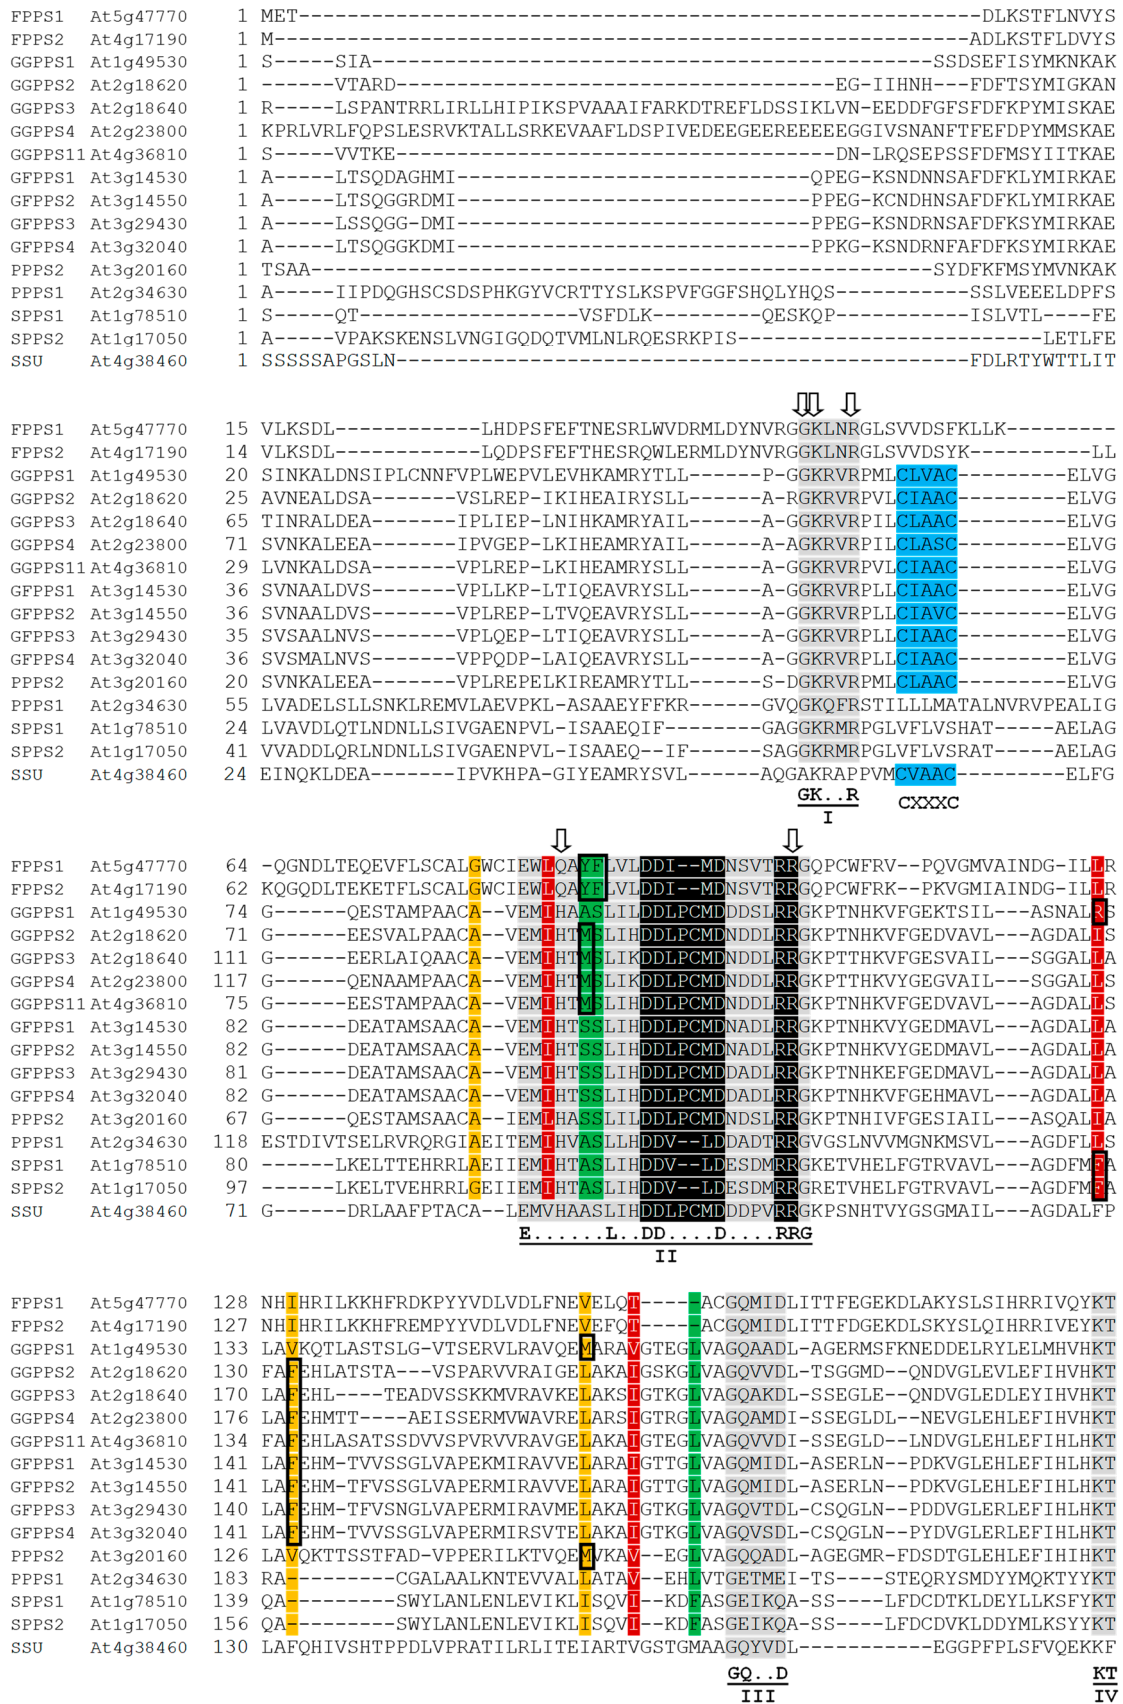 FPPS1 At5g47770 1 MET--------------------------------------------------------DLKSTFLNVYS
FPPS2 At4g17190 1 M---------------------------------------------------------ADLKSTFLDVYS
GGPPS1 At1g49530 1 S-----SIA----------------------------------------------SSDSEFISYMKNKAK
GGPPS2 At2g18620 1 ------VTARD------------------------------------EG-IIHNH---FDFTSYMIGKAN
GGPPS3 At2g18640 1 R-----LSPANTRRLIRLLHIPIKSPVAAAIFARKDTREFLDSSIKLVN-EEDDFGFSFDFKPYMISKAN
GGPPS4 At2g23800 1 KPRLVRLFQPSLESRVKTALLSRKEVAAFLDSPIVEDEEGEEREEEEEGGIVSNANFTFEFDPYMMSKAE
GGPPS11 At4g36810 1 S-----VVTKE------------------------------------DN-LRQSEPSSFDFMSYIITKAE
GFPPS1 At3g14530 1 A-----LTSQDAGHMI-----------------------------QPEG-KSNDNNSAFDFKLYMIRKAE
GFPPS2 At3g14550 1 A-----LTSQGGRDMI-----------------------------PPEG-KCNDHNSAFDFKLYMIRKAE
GFPPS3 At3g29430 1 A-----LSSQGG-DMI-----------------------------PPEG-KSNDRNSAFDFKSYMIRKAE
GFPPS4 At3g32040 1 A-----LTSQGGKDMI-----------------------------PPKG-KSNDRNFAFDFKSYMIRKAE
PPPS2 At3g20160 1 TSAA---------------------------------------------------SYDFKFMSYMVNKAK
PPPS1 At2g34630 1 A-----IIPDQGHSCSDSPHKGYVCRTTYSLKSPVFGGFSHQLYHQS-----------SSLVEEELDPFS
SPPS1 At1g78510 1 S-----QT------------------VSFDLK---------QESKQP-----------ISLVTL----FE
SPPS2 At1g17050 1 A-----VPAKSKENSLVNGIGQDQTVMLNLRQESRKPIS-------------------------LETLFE
SSU At4g38460 1 SSSSSAPGSLN-----------------------------------------------FDLRTYWTTLIT
FPPS1 At5g47770 15 VLKSDL------------LHDPSFEFTNESRLWVDRMLDYNVRGGKLNRGLSVVDSFKLLK---------
FPPS2 At4g17190 14 VLKSDL------------LQDPSFEFTHESRQWLERMLDYNVRGGKLNRGLSVVDSYK----------LL
GGPPS1 At1g49530 20 SINKALDNSIPLCNNFVPLWEPVLEVHKAMRYTLL------P-GGKRVRPMLCLVAC---------ELVG
GGPPS2 At2g18620 25 AVNEALDSA-------VSLREP-IKIHEAIRYSLL------A-RGKRVRPVLCIAAC---------ELVG
GGPPS3 At2g18640 65 TINRALDEA-------IPLIEP-LNIHKAMRYAIL------A-GGKRVRPILCLAAC---------ELVG
GGPPS4 At2g23800 71 SVNKALEEA-------IPVGEP-LKIHEAMRYAIL------A-AGKRVRPILCLASC---------ELVG
GGPPS11 At4g36810 29 LVNKALDSA-------VPLREP-LKIHEAMRYSLL------A-GGKRVRPVLCIAAC---------ELVG
GFPPS1 At3g14530 36 SVNAALDVS-------VPLLKP-LTIQEAVRYSLL------A-GGKRVRPLLCIAAC---------ELVG
GFPPS2 At3g14550 36 SVNAALDVS-------VPLREP-LTVQEAVRYSLL------A-GGKRVRPLLCIAVC---------ELVG
GFPPS3 At3g29430 35 SVSAALNVS-------VPLQEP-LTIQEAVRYSLL------A-GGKRVRPLLCIAAC---------ELVG
GFPPS4 At3g32040 36 SVSMALNVS-------VPPQDP-LAIQEAVRYSLL------A-GGKRVRPLLCIAAC---------ELVG
PPPS2 At3g20160 20 SVNKALEEA-------VPLREPELKIREAMRYTLL------S-DGKRVRPMLCLAAC---------ELVG
PPPS1 At2g34630 55 LVADELSLLSNKLREMVLAEVPKL-ASAAEYFFKR------GVQGKQFRSTILLLMATALNVRVPEALIG
SPPS1 At1g78510 24 LVAVDLQTLNDNLLSIVGAENPVL-ISAAEQIF--------GAGGKRMRPGLVFLVSHAT------AELAG
SPPS2 At1g17050 41 VVADDLQRLNDNLLSIVGAENPVL-ISAAEQ---IF-----SAGGKRMRPGLVFLVSRAT------AELAG
SSU At4g38460 24 EINQKLDEA-------IPVKHPA-GIYEAMRYSVL------AQGAKRAPPVMCVAAC---------ELFG
GK..R CXXXC
I
FPPS1 At5g47770 64 -QGNDLTEQEVFLSCALGWCIEWLQAYFLVLDDI--MDNSVTRRGQPCWFRV--PQVGMVAINDG-ILLR
FPPS2 At4g17190 62 KQGQDLTEKETFLSCALGWCIEWLQAYFLVLDDI--MDNSVTRRGQPCWFRK--PKVGMIAINDG-ILLR
GGPPS1 At1g49530 74 G------QESTAMPAACA--VEMIHAASLILDDLPCMDDDSLRRGKPTNHKVFGEKTSIL---ASNALRS
GGPPS2 At2g18620 71 G------EESVALPAACA--VEMIHTMSLIHDDLPCMDNDDLRRGKPTNHKVFGEDVAVL---AGDALIS
GGPPS3 At2g18640 111 G------EERLAIQAACA--VEMIHTMSLIKDDLPCMDNDDLRRGKPTTHKVFGESVAIL---SGGALLA
GGPPS4 At2g23800 117 G------QENAAMPAACA--VEMIHTMSLIKDDLPCMDNDDLRRGKPTTHKVYGEGVAIL---SGGALLS
GGPPS11 At4g36810 75 G------EESTAMPAACA--VEMIHTMSLIHDDLPCMDNDDLRRGKPTNHKVFGEDVAVL---AGDALLS
GFPPS1 At3g14530 82 G------DEATAMSAACA--VEMIHTSSLIHDDLPCMDNADLRRGKPTNHKVYGEDMAVL---AGDALLA
GFPPS2 At3g14550 82 G------DEATAMSAACA--VEMIHTSSLIHDDLPCMDNADLRRGKPTNHKVYGEDMAVL---AGDALLA
GFPPS3 At3g29430 81 G------DEATAMSAACA--VEMIHTSSLIHDDLPCMDDADLRRGKPTNHKEFGEDMAVL---AGDALLA
GFPPS4 At3g32040 82 G------DEATAMSAACA--VEMIHTSSLIHDDLPCMDDADLRRGKPTNHKVFGEHMAVL---AGDALLA
PPPS2 At3g20160 67 G------QESTAMSAACA--IEMLHASSLILDDLPCMDNDSLRRGKPTNHIVFGESIAIL---ASQALIA
PPPS1 At2g34630 118 ESTDIVTSELRVRQRGIAEITEMIHVASLLHDDV--LDDADTRRGVGSLNVVMGNKMSVL---AGDFLLS
SPPS1 At1g78510 80 ------LKELTTEHRRLAEIIEMIHTASLIHDDV--LDESDMRRGKETVHELFGTRVAVL---AGDFMFA
SPPS2 At1g17050 97 ------LKELTVEHRRLGEIIEMIHTASLIHDDV--LDESDMRRGRETVHELFGTRVAVL---AGDFMFA
SSU At4g38460 71 G------DRLAAFPTACA-LEMVHAASLIHDDLPCMDDDPVRRGKPSNHTVYGSGMAIL---AGDALFP
E......L..DD....D....RRG
II
FPPS1 At5g47770 128 NHIHRILKKHFRDKPYYVDLVDLFNEVELQT----ACGQMIDLITTFEGEKDLAKYSLSIHRRIVQYKT
FPPS2 At4g17190 127 NHIHRILKKHFREMPYYVDLVDLFNEVEFQT----ACGQMIDLITTFDGEKDLSKYSLQIHRRIVEYKT
GGPPS1 At1g49530 133 LAVKQTLASTSLG-VTSERVLRAVQEMARAVGTEGLVAGQAADL-AGERMSFKNEDDELRYLELMHVHKT
GGPPS2 At2g18620 130 FAFEHLATSTA--VSPARVVRAIGELAKAIGSKGLVAGQVVDL-TSGGMD-QNDVGLEVLEFIHVHKT
GGPPS3 At2g18640 170 LAFEHL---TEADVSSKKMVRAVKELAKSIGTKGLVAGQAKDL-SSEGLE-QNDVGLEDLEYIHVHKT
GGPPS4 At2g23800 176 LAFEHMTT----AEISSERMVWAVRELARSIGTRGLVAGQAMDI-SSEGLDL--NEVGLEHLEFIHVHKT
GGPPS11 At4g36810 134 FAFEHLASATSSDVVSPVRVVRAVGELAKAIGTEGLVAGQVVDI-SSEGLD-LNDVGLEHLEFIHLHKT
GFPPS1 At3g14530 141 LAFEHM-TVVSSGLVAPEKMIRAVVELARAIGTTGLVAGQMIDL-ASERLN-PDKVGLEHLEFIHLHKT
GFPPS2 At3g14550 141 LAFEHM-TFVSSGLVAPERMIRAVVELARAIGTTGLVAGQMIDL-ASERLN-PDKVGLEHLEFIHLHKT
GFPPS3 At3g29430 140 LAFEHM-TFVSNGLVAPERMIRAVMELAKAIGTKGLVAGQVTDL-CSQGLN-PDDVGLERLEFIHLHKT
GFPPS4 At3g32040 141 LAFEHM-TVVSSGLVAPERMIRSVTELAKAIGTKGLVAGQVSDL-CSQGLN-PYDVGLERLEFIHLHKT
PPPS2 At3g20160 126 LAVQKTTSSTFAD-VPPERILKTVQEMVKAV--EGLVAGQQADL-AGEGMR-FDSDTGLEHLEFIHIHKT
PPPS1 At2g34630 183 RA-------CGALAALKNTEVVALLATAV--EHLVTGETMEI-TS---STEQRYSMDYYMQKTYYKT
SPPS1 At1g78510 139 QA-------SWYLANLENLEVIKLISQVI--KDFASGEIKQA-SS---LFDCDTKLDEYLLKSFYKT
SPPS2 At1g17050 156 QA-------SWYLANLENLEVIKLISQVI--KDFASGEIKQA-SS---LFDCDVKLDDYMLKSYYKT
SSU At4g38460 130 LAFQHIVSHTPPDLVPRATILRLITEIARTVGSTGMAAGQYVDL-----------EGGPFPLSFVQEKKF
GQ..D KT
III IV